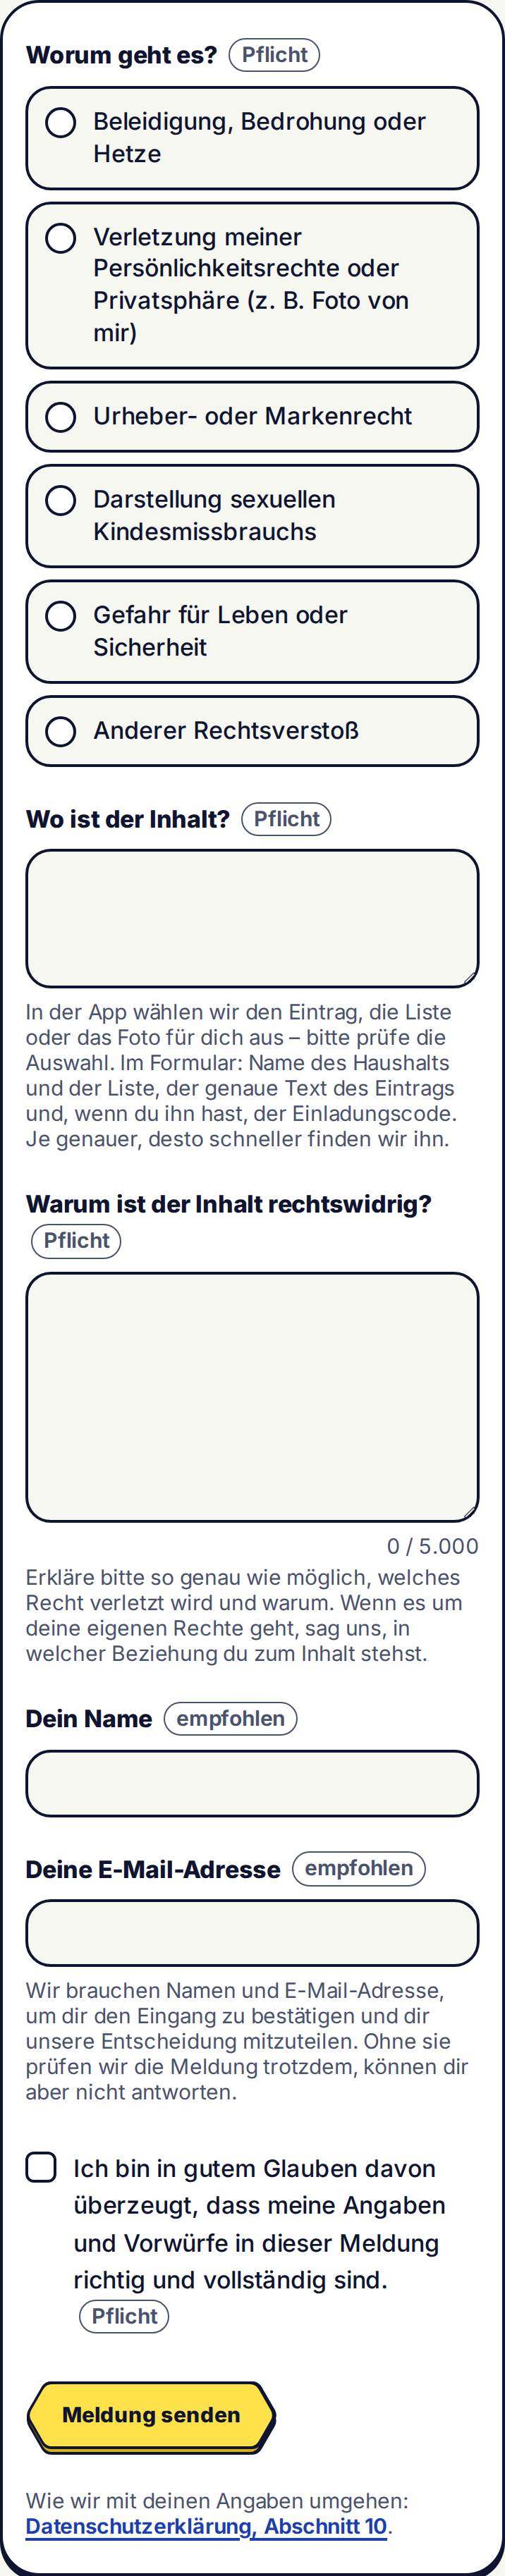 Worum geht es? Pflicht
Beleidigung, Bedrohung oder
Hetze
Verletzung meiner
Persönlichkeitsrechte oder
Privatsphäre (z. B. Foto von
mir)
Urheber- oder Markenrecht
Darstellung sexuellen
Kindesmissbrauchs
Gefahr für Leben oder
Sicherheit
Anderer Rechtsverstoß
Wo ist der Inhalt? Pflicht
In der App wählen wir den Eintrag, die Liste
oder das Foto für dich aus – bitte prüfe die
Auswahl. Im Formular: Name des Haushalts
und der Liste, der genaue Text des Eintrags
und, wenn du ihn hast, der Einladungscode.
Je genauer, desto schneller finden wir ihn.
Warum ist der Inhalt rechtswidrig?
Pflicht
0 / 5.000
Erkläre bitte so genau wie möglich, welches
Recht verletzt wird und warum. Wenn es um
deine eigenen Rechte geht, sag uns, in
welcher Beziehung du zum Inhalt stehst.
Dein Name empfohlen
Deine E-Mail-Adresse empfohlen
Wir brauchen Namen und E-Mail-Adresse,
um dir den Eingang zu bestätigen und dir
unsere Entscheidung mitzuteilen. Ohne sie
prüfen wir die Meldung trotzdem, können dir
aber nicht antworten.
Ich bin in gutem Glauben davon
überzeugt, dass meine Angaben
und Vorwürfe in dieser Meldung
richtig und vollständig sind.
Pflicht
Meldung senden
Wie wir mit deinen Angaben umgehen:
Datenschutzerklärung, Abschnitt 10.